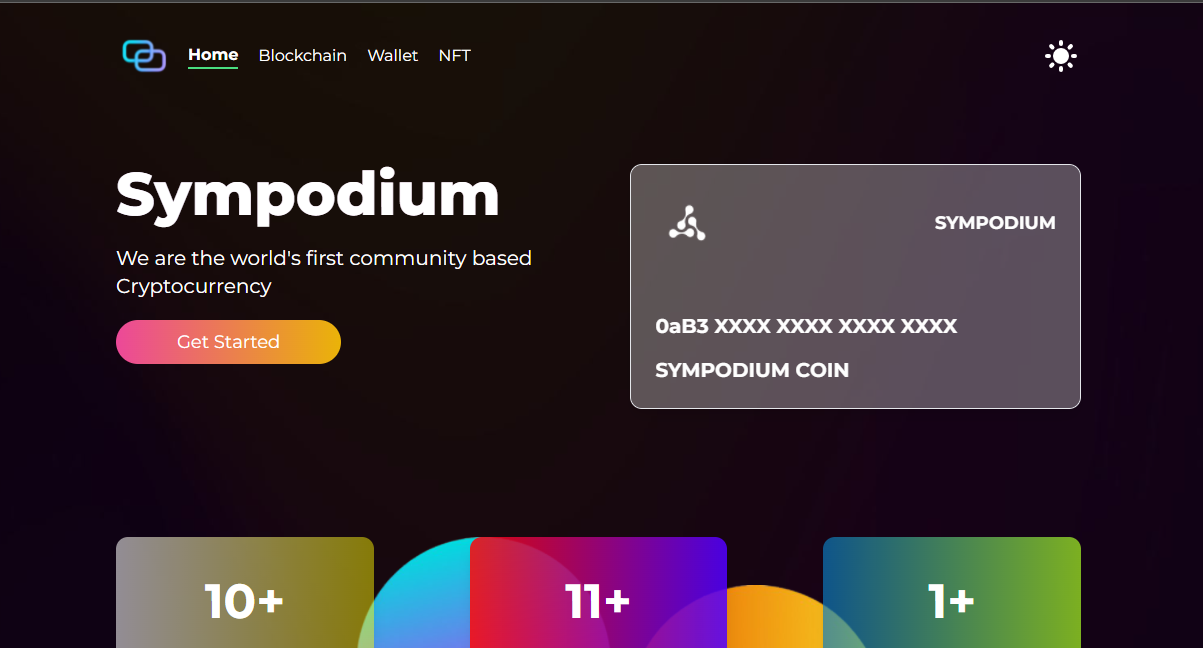 Home Blockchain Wallet NFT
Sympodium
We are the world's first community based
Cryptocurrency
Get Started
SYMPODIUM
0aB3 XXXX XXXX XXXX XXXX
SYMPODIUM COIN
10+ 11+ 1+